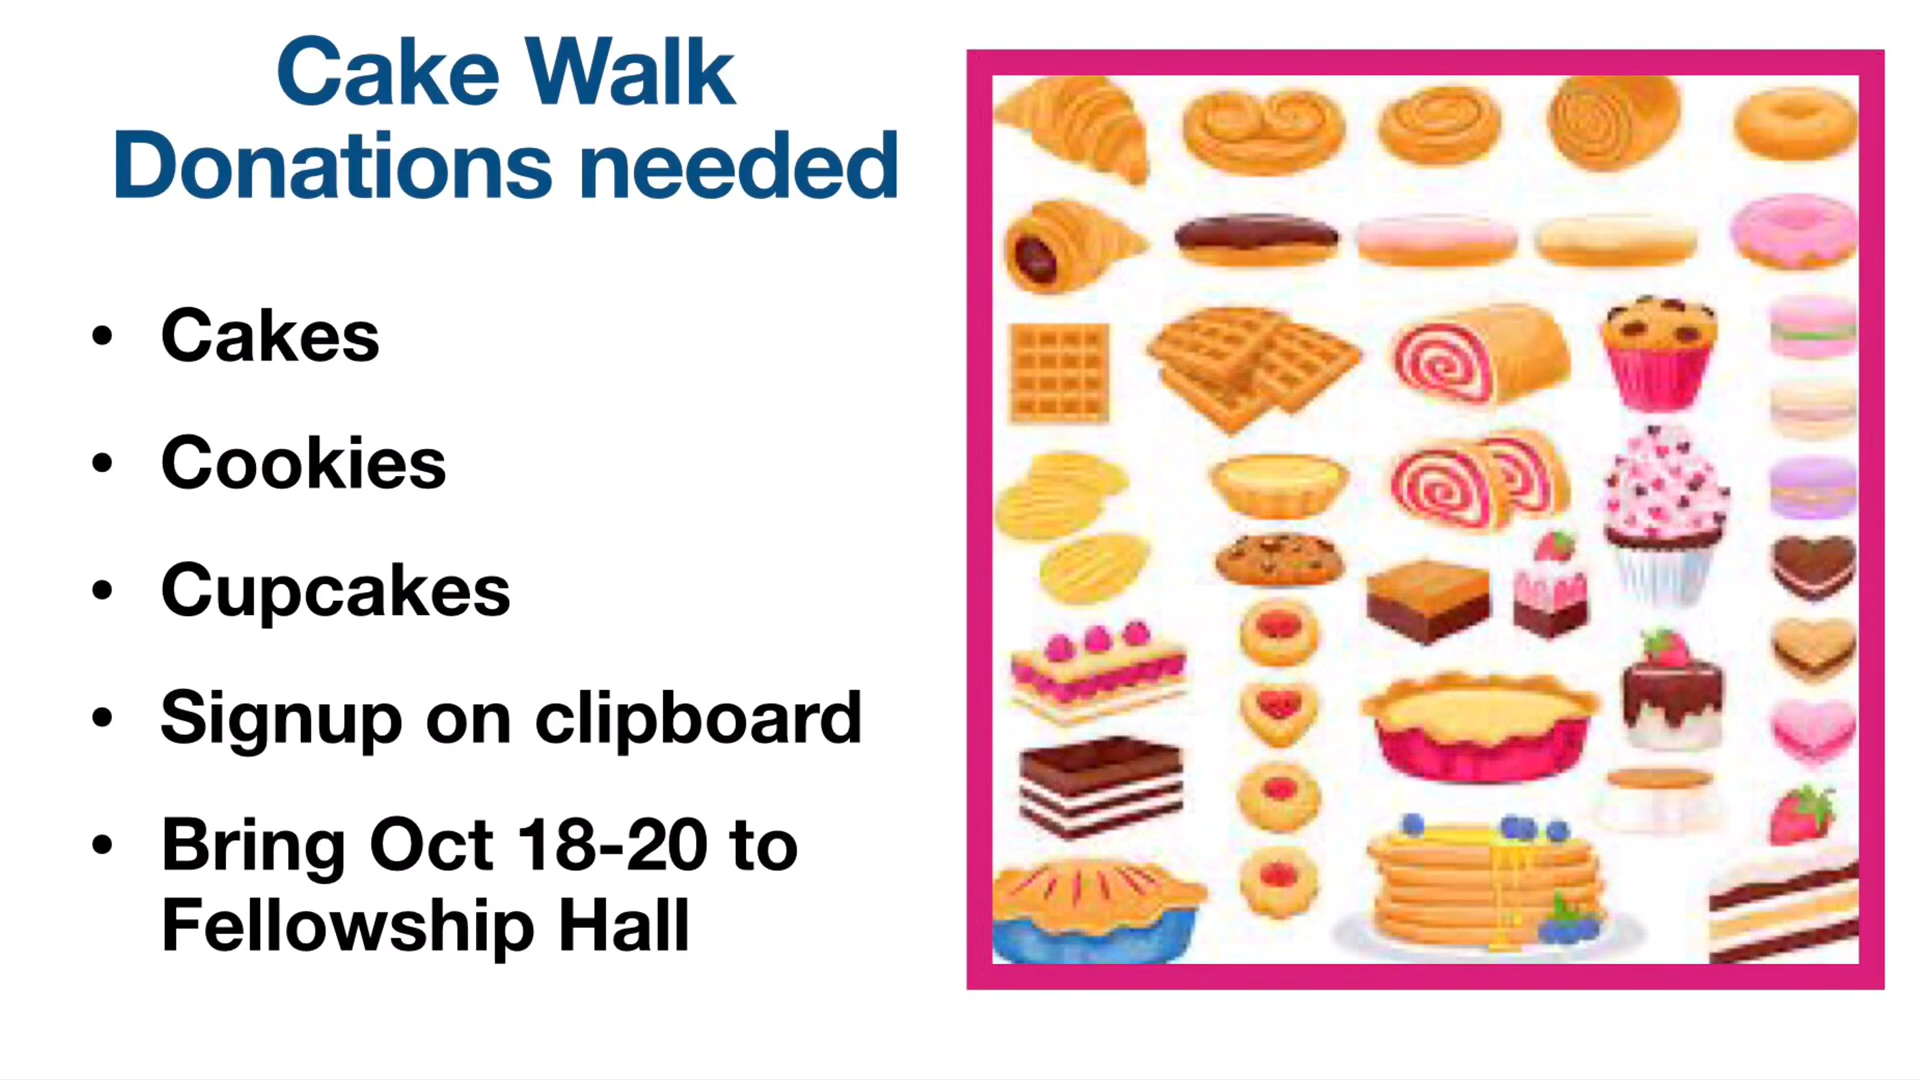 Cake Walk
Donations needed
• Cakes
• Cookies
• Cupcakes
• Signup on clipboard
• Bring Oct 18-20 to
Fellowship Hall